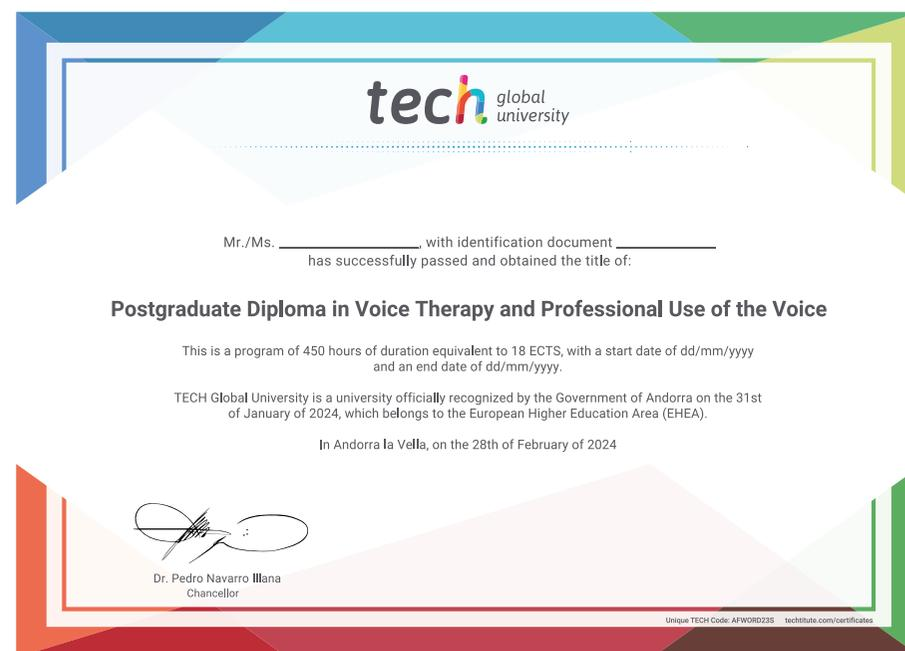 tech global university
Mr./Ms. ____________, with identification document ____________
has successfully passed and obtained the title of:
Postgraduate Diploma in Voice Therapy and Professional Use of the Voice
This is a program of 450 hours of duration equivalent to 18 ECTS, with a start date of dd/mm/yyyy
and an end date of dd/mm/yyyy.
TECH Global University is a university officially recognized by the Government of Andorra on the 31st
of January of 2024, which belongs to the European Higher Education Area (EHEA).
In Andorra la Vella, on the 28th of February of 2024
Dr. Pedro Navarro Illana
Chancellor
Unique TECH Code: AFWORD23S techtitute.com/certificates